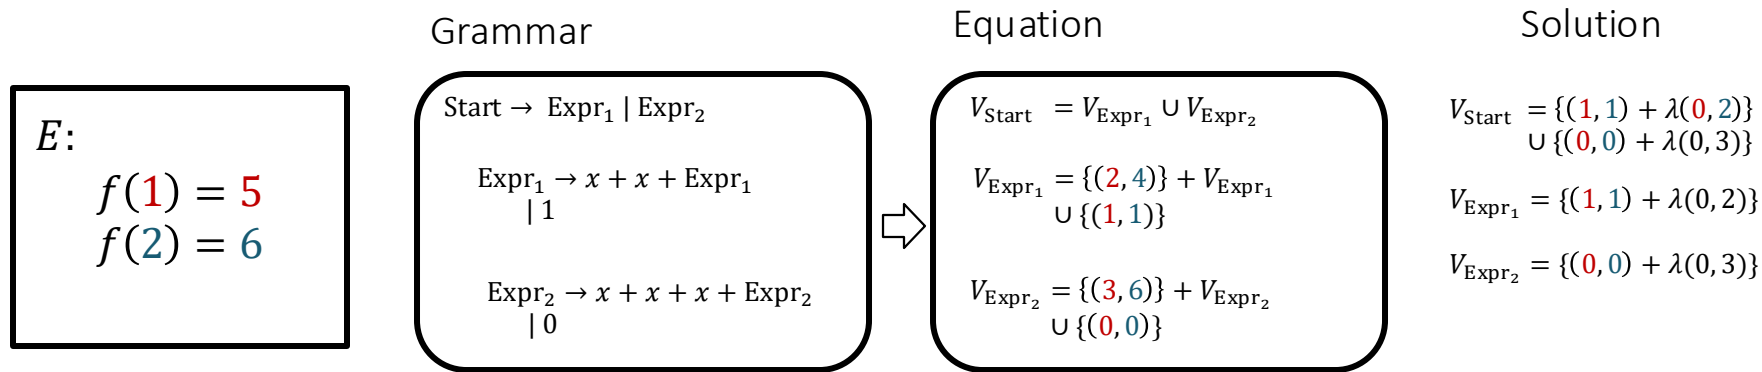 Grammar
Equation
Solution
E:
f(1) = 5
f(2) = 6
Start → Expr₁ | Expr₂
Expr₁ → x + x + Expr₁
| 1
Expr₂ → x + x + x + Expr₂
| 0
V_Start = V_Expr₁ ∪ V_Expr₂
V_Expr₁ = {(2, 4)} + V_Expr₁
∪ {(1, 1)}
V_Expr₂ = {(3, 6)} + V_Expr₂
∪ {(0, 0)}
V_Start = {(1, 1) + λ(0, 2)}
∪ {(0, 0) + λ(0, 3)}
V_Expr₁ = {(1, 1) + λ(0, 2)}
V_Expr₂ = {(0, 0) + λ(0, 3)}